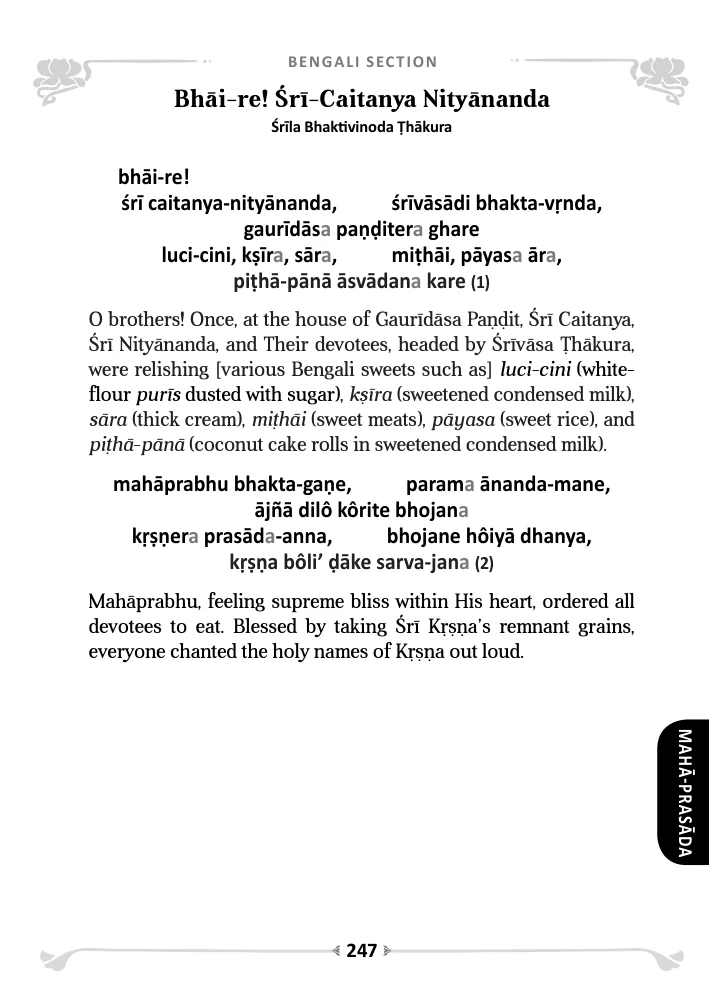 BENGALI SECTION
Bhāi-re! Śrī-Caitanya Nityānanda
Śrīla Bhaktivinoda Ṭhākura
bhāi-re!
śrī caitanya-nityānanda, śrīvāsādi bhakta-vṛnda,
gaurīdāsa paṇḍitera ghare
luci-cini, kṣīra, sāra, miṭhāi, pāyasa āra,
piṭhā-pānā āsvādana kare (1)
O brothers! Once, at the house of Gaurīdāsa Paṇḍit, Śrī Caitanya,
Śrī Nityānanda, and Their devotees, headed by Śrīvāsa Ṭhākura,
were relishing [various Bengali sweets such as] luci-cini (white-
flour purīs dusted with sugar), kṣīra (sweetened condensed milk),
sāra (thick cream), miṭhāi (sweet meats), pāyasa (sweet rice), and
piṭhā-pānā (coconut cake rolls in sweetened condensed milk).
mahāprabhu bhakta-gaṇe, parama ānanda-mane,
ājñā dilô kôrite bhojana
kṛṣṇera prasāda-anna, bhojane hôiyā dhanya,
kṛṣṇa bôli’ ḍāke sarva-jana (2)
Mahāprabhu, feeling supreme bliss within His heart, ordered all
devotees to eat. Blessed by taking Śrī Kṛṣṇa’s remnant grains,
everyone chanted the holy names of Kṛṣṇa out loud.
MAHĀ-PRASĀDA
247